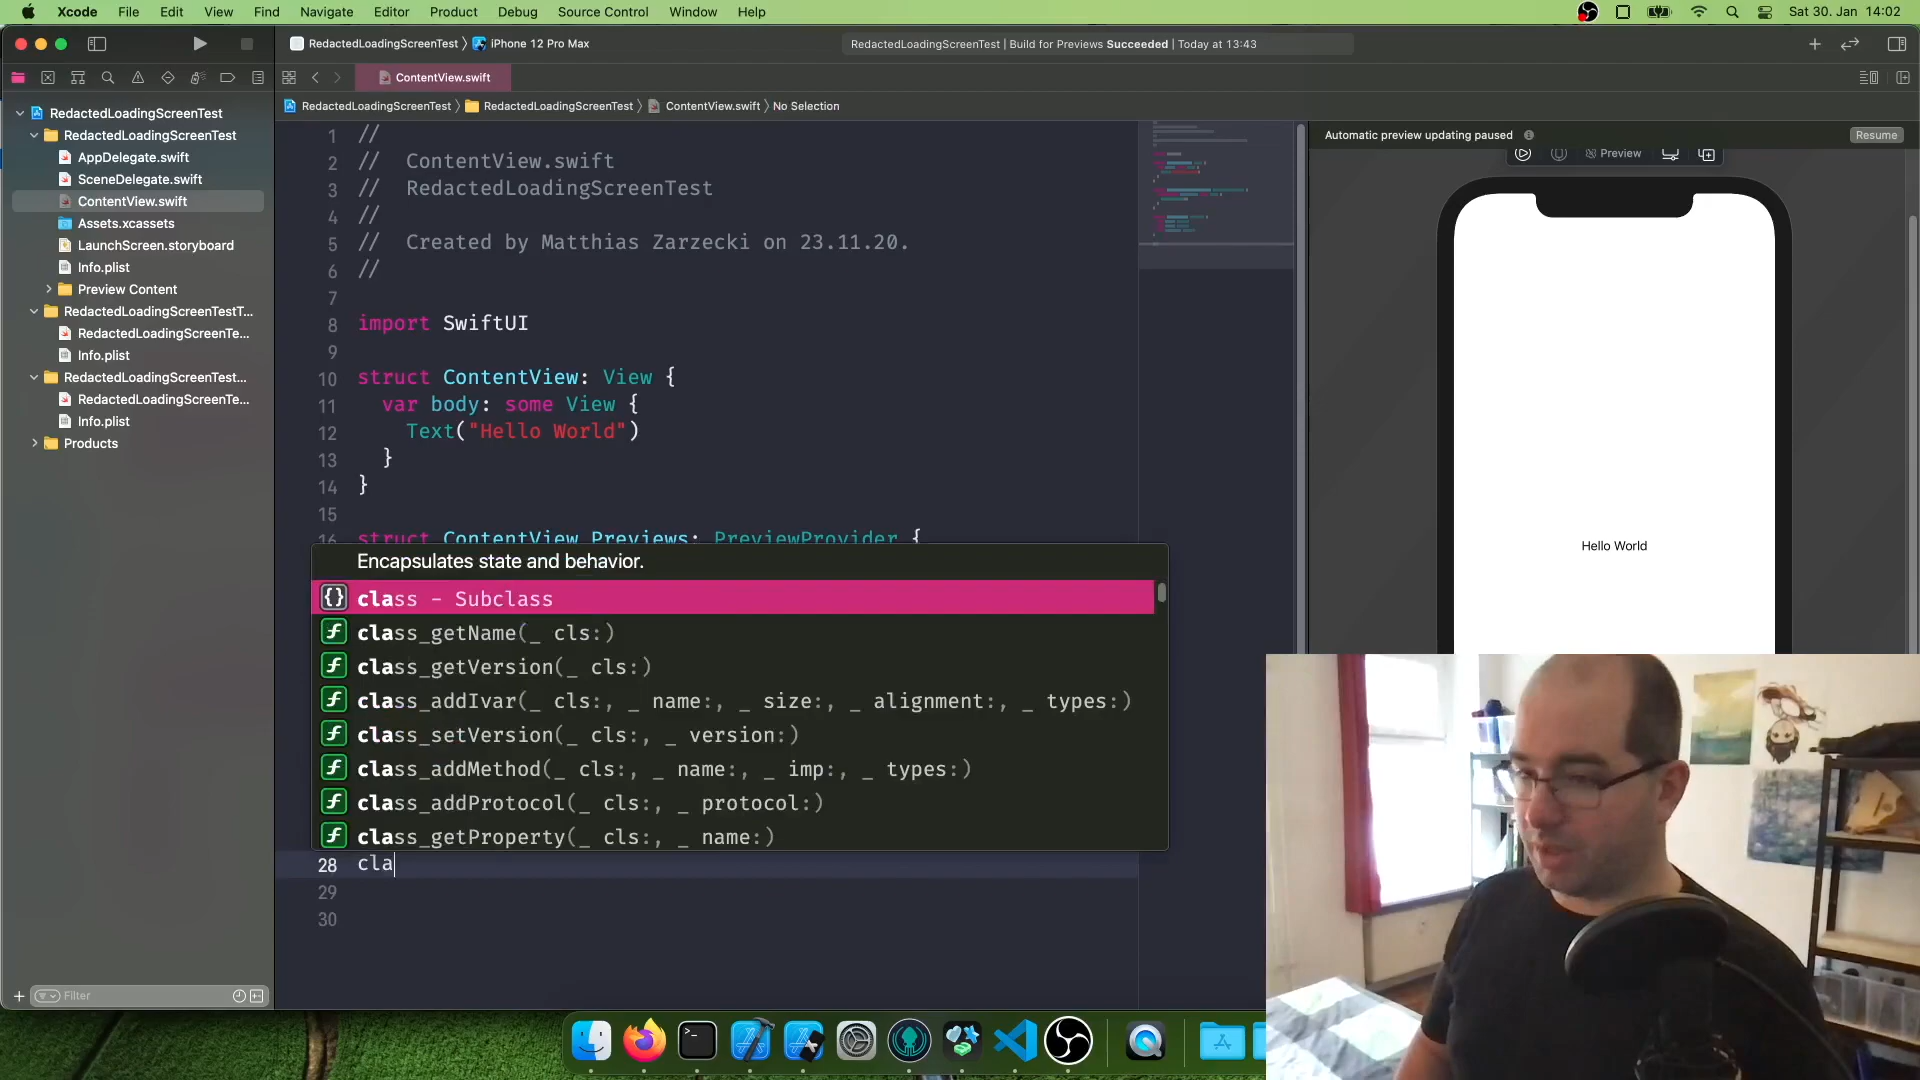 Xcode File Edit View Find Navigate Editor Product Debug Source Control Window Help Sat 30. Jan 14:02
RedactedLoadingScreenTest iPhone 12 Pro Max RedactedLoadingScreenTest | Build for Previews Succeeded | Today at 13:43
ContentView.swift
RedactedLoadingScreenTest RedactedLoadingScreenTest ContentView.swift No Selection
RedactedLoadingScreenTest
RedactedLoadingScreenTest
AppDelegate.swift
SceneDelegate.swift
ContentView.swift
Assets.xcassets
LaunchScreen.storyboard
Info.plist
Preview Content
RedactedLoadingScreenTestT...
RedactedLoadingScreenTe...
Info.plist
RedactedLoadingScreenTest...
RedactedLoadingScreenTe...
Info.plist
Products
Filter
1 //
2 // ContentView.swift
3 // RedactedLoadingScreenTest
4 //
5 // Created by Matthias Zarzecki on 23.11.20.
6 //
7
8 import SwiftUI
9
10 struct ContentView: View {
11 var body: some View {
12 Text("Hello World")
13 }
14 }
15
16 struct ContentView_Previews: PreviewProvider {
Encapsulates state and behavior.
{} class - Subclass
f class_getName(_ cls:)
f class_getVersion(_ cls:)
f class_addIvar(_ cls:, _ name:, _ size:, _ alignment:, _ types:)
f class_setVersion(_ cls:, _ version:)
f class_addMethod(_ cls:, _ name:, _ imp:, _ types:)
f class_addProtocol(_ cls:, _ protocol:)
f class_getProperty(_ cls:, _ name:)
28 cla
29
30
Automatic preview updating paused Resume
Preview
Hello World